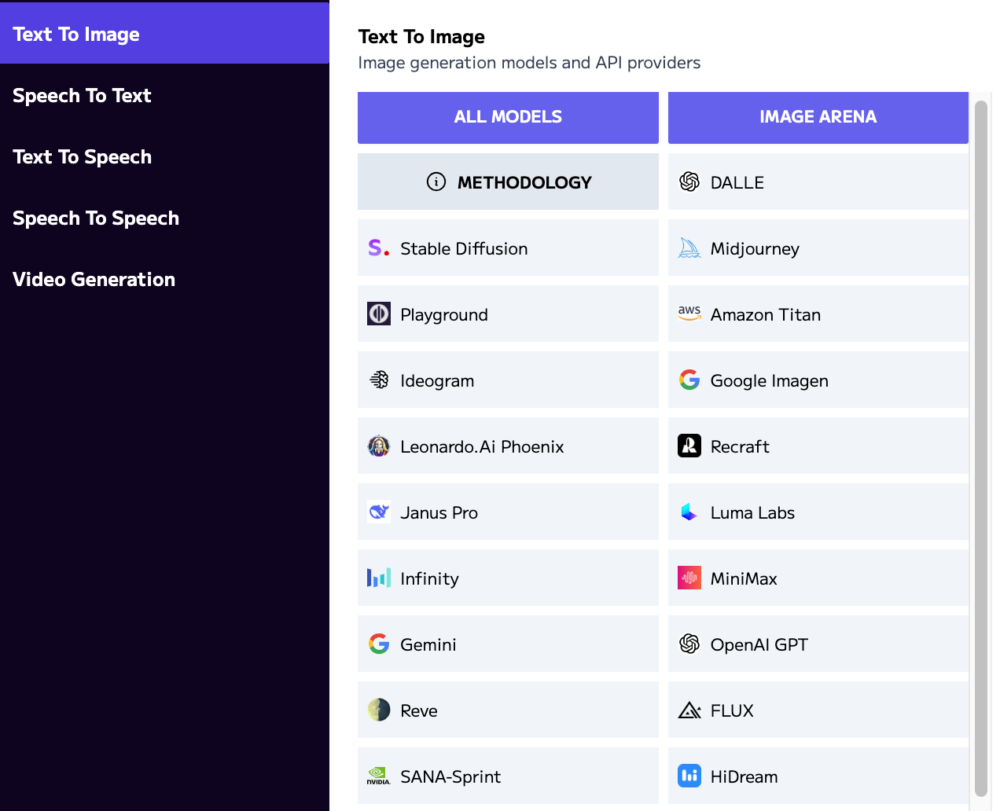 Text To Image
Speech To Text
Text To Speech
Speech To Speech
Video Generation
Text To Image
Image generation models and API providers
ALL MODELS
IMAGE ARENA
METHODOLOGY
DALLE
S. Stable Diffusion
Midjourney
Playground
aws Amazon Titan
Ideogram
Google Imagen
Leonardo.Ai Phoenix
Recraft
Janus Pro
Luma Labs
Infinity
MiniMax
Gemini
OpenAI GPT
Reve
FLUX
NVIDIA. SANA-Sprint
HiDream